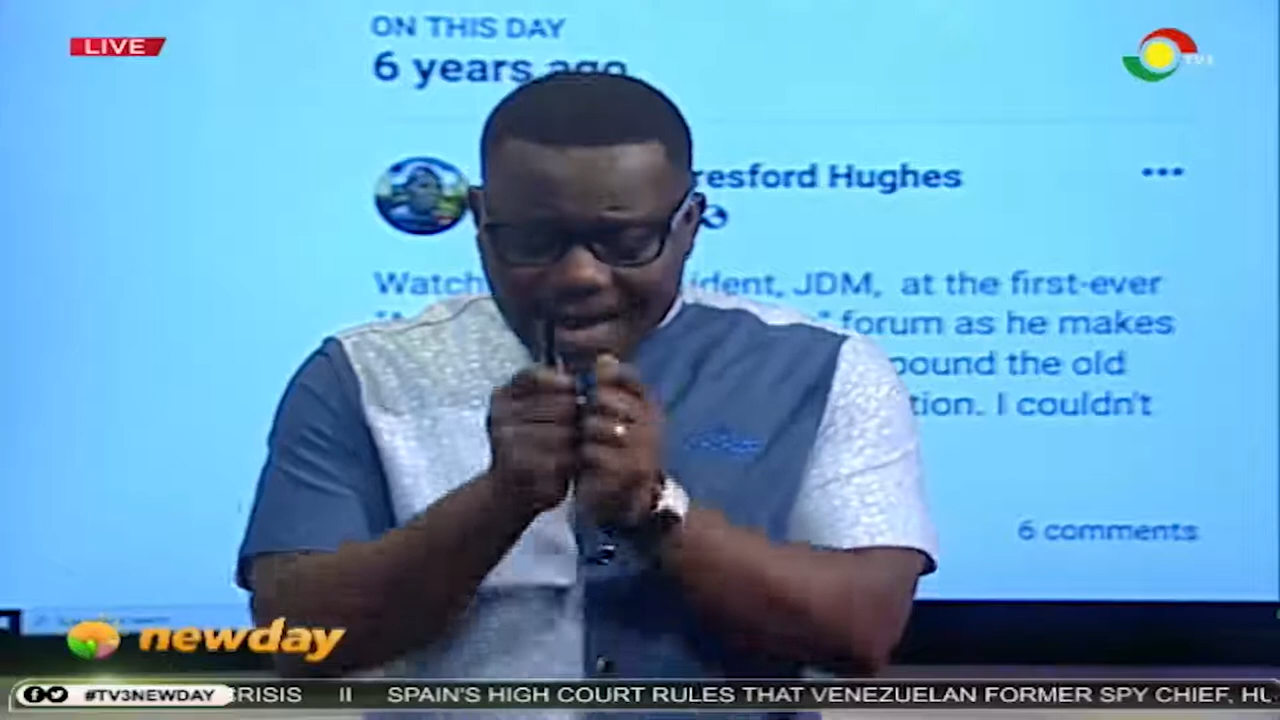 LIVE
ON THIS DAY
6 years ago
TV3
resford Hughes
Watch ident, JDM, at the first-ever
" forum as he makes
pound the old
tion. I couldn't
6 comments
newday
#TV3NEWDAY CRISIS II SPAIN'S HIGH COURT RULES THAT VENEZUELAN FORMER SPY CHIEF, HU